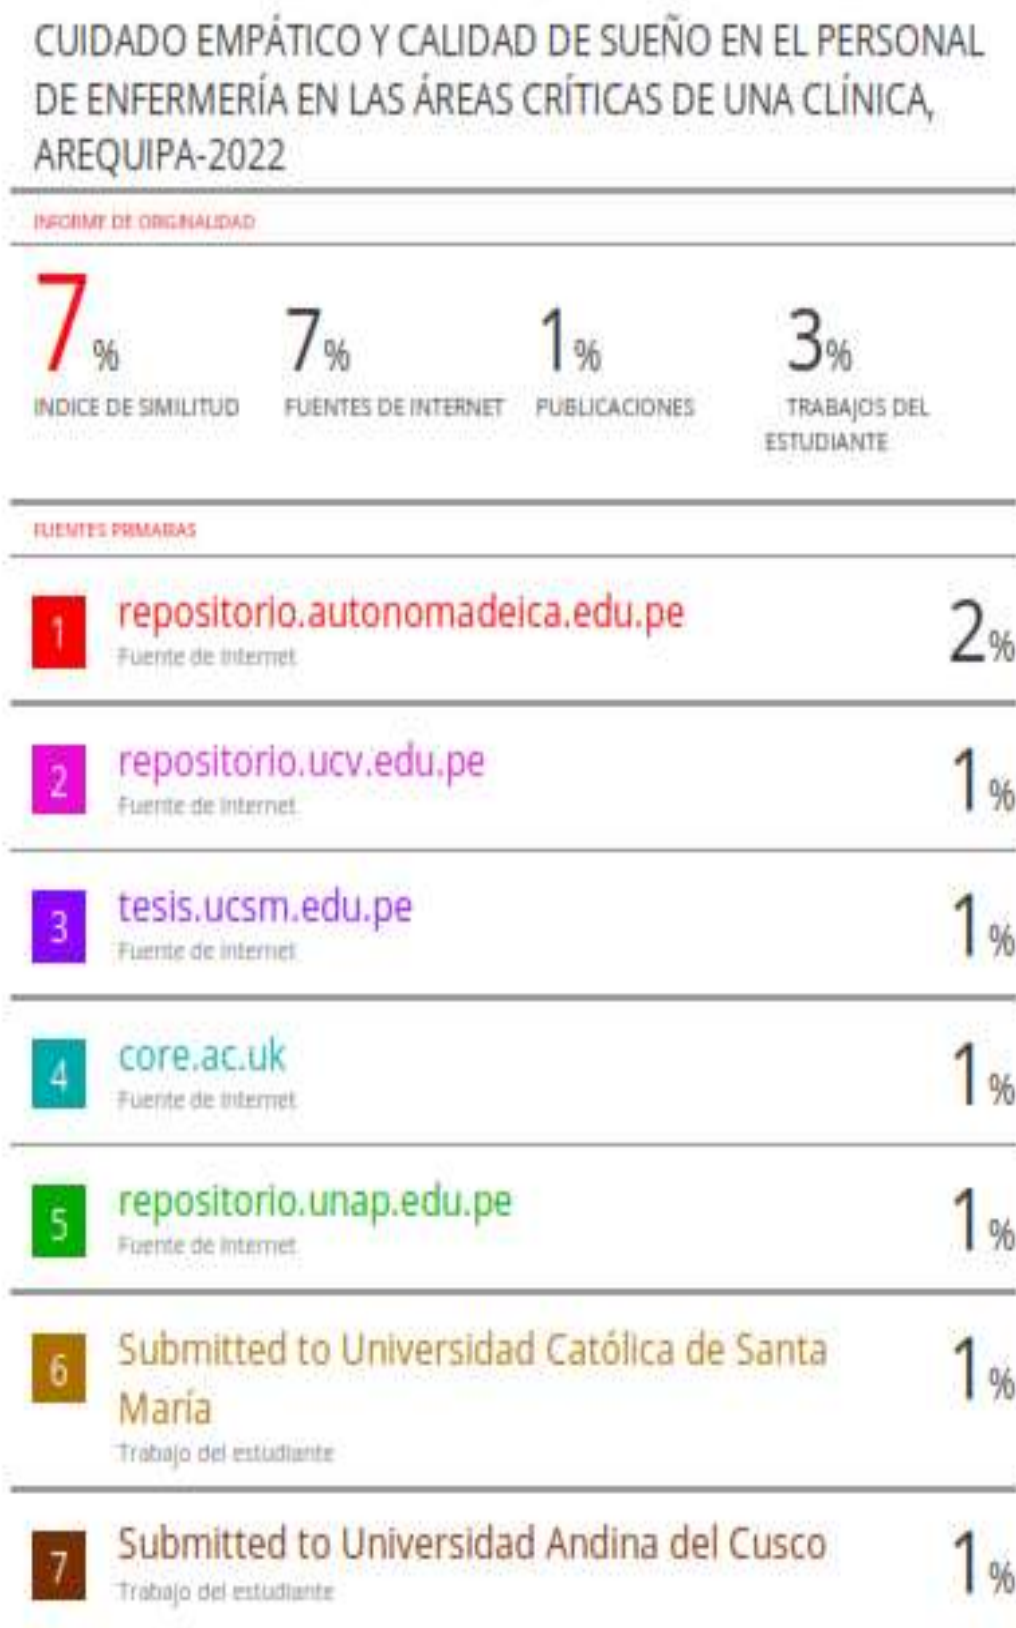 CUIDADO EMPÁTICO Y CALIDAD DE SUEÑO EN EL PERSONAL
DE ENFERMERÍA EN LAS ÁREAS CRÍTICAS DE UNA CLÍNICA,
AREQUIPA-2022
INFORME DE ORIGINALIDAD
7%
INDICE DE SIMILITUD
7%
FUENTES DE INTERNET
1%
PUBLICACIONES
3%
TRABAJOS DEL
ESTUDIANTE
FUENTES PRIMARIAS
1
repositorio.autonomadeica.edu.pe
Fuente de Internet
2%
2
repositorio.ucv.edu.pe
Fuente de Internet
1%
3
tesis.ucsm.edu.pe
Fuente de Internet
1%
4
core.ac.uk
Fuente de Internet
1%
5
repositorio.unap.edu.pe
Fuente de Internet
1%
6
Submitted to Universidad Católica de Santa
María
Trabajo del estudiante
1%
7
Submitted to Universidad Andina del Cusco
Trabajo del estudiante
1%